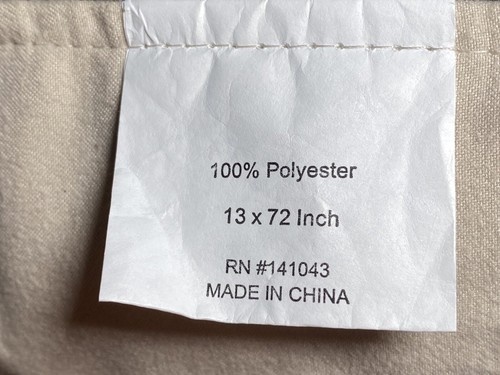 100% Polyester
13 x 72 Inch
RN #141043
MADE IN CHINA